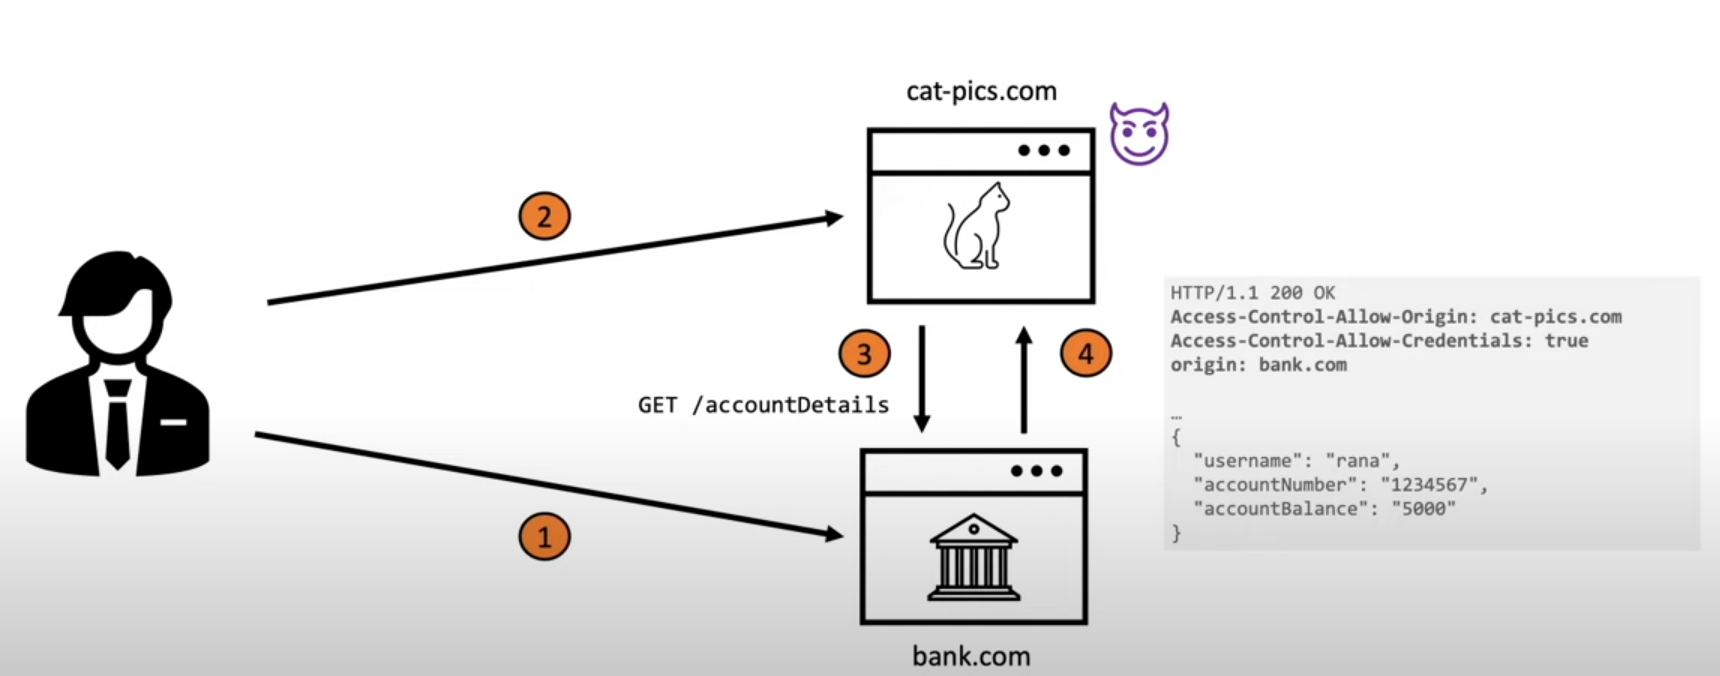 cat-pics.com
2
3
4
GET /accountDetails
1
bank.com
HTTP/1.1 200 OK
Access-Control-Allow-Origin: cat-pics.com
Access-Control-Allow-Credentials: true
origin: bank.com
…
{
"username": "rana",
"accountNumber": "1234567",
"accountBalance": "5000"
}